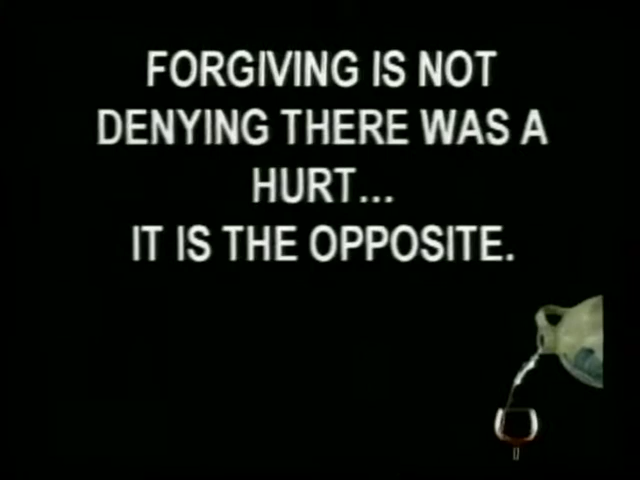 FORGIVING IS NOT
DENYING THERE WAS A
HURT...
IT IS THE OPPOSITE.